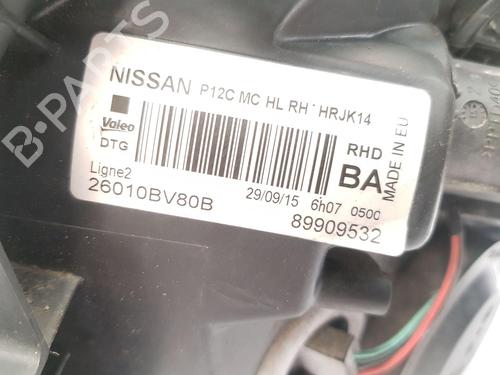 NISSAN P12C MC HL RH HRJK14
Valeo
DTG
RHD
BA
MADE IN EU
Ligne2
26010BV80B
29/09/15 6h07 0500
89909532
B-PARTS